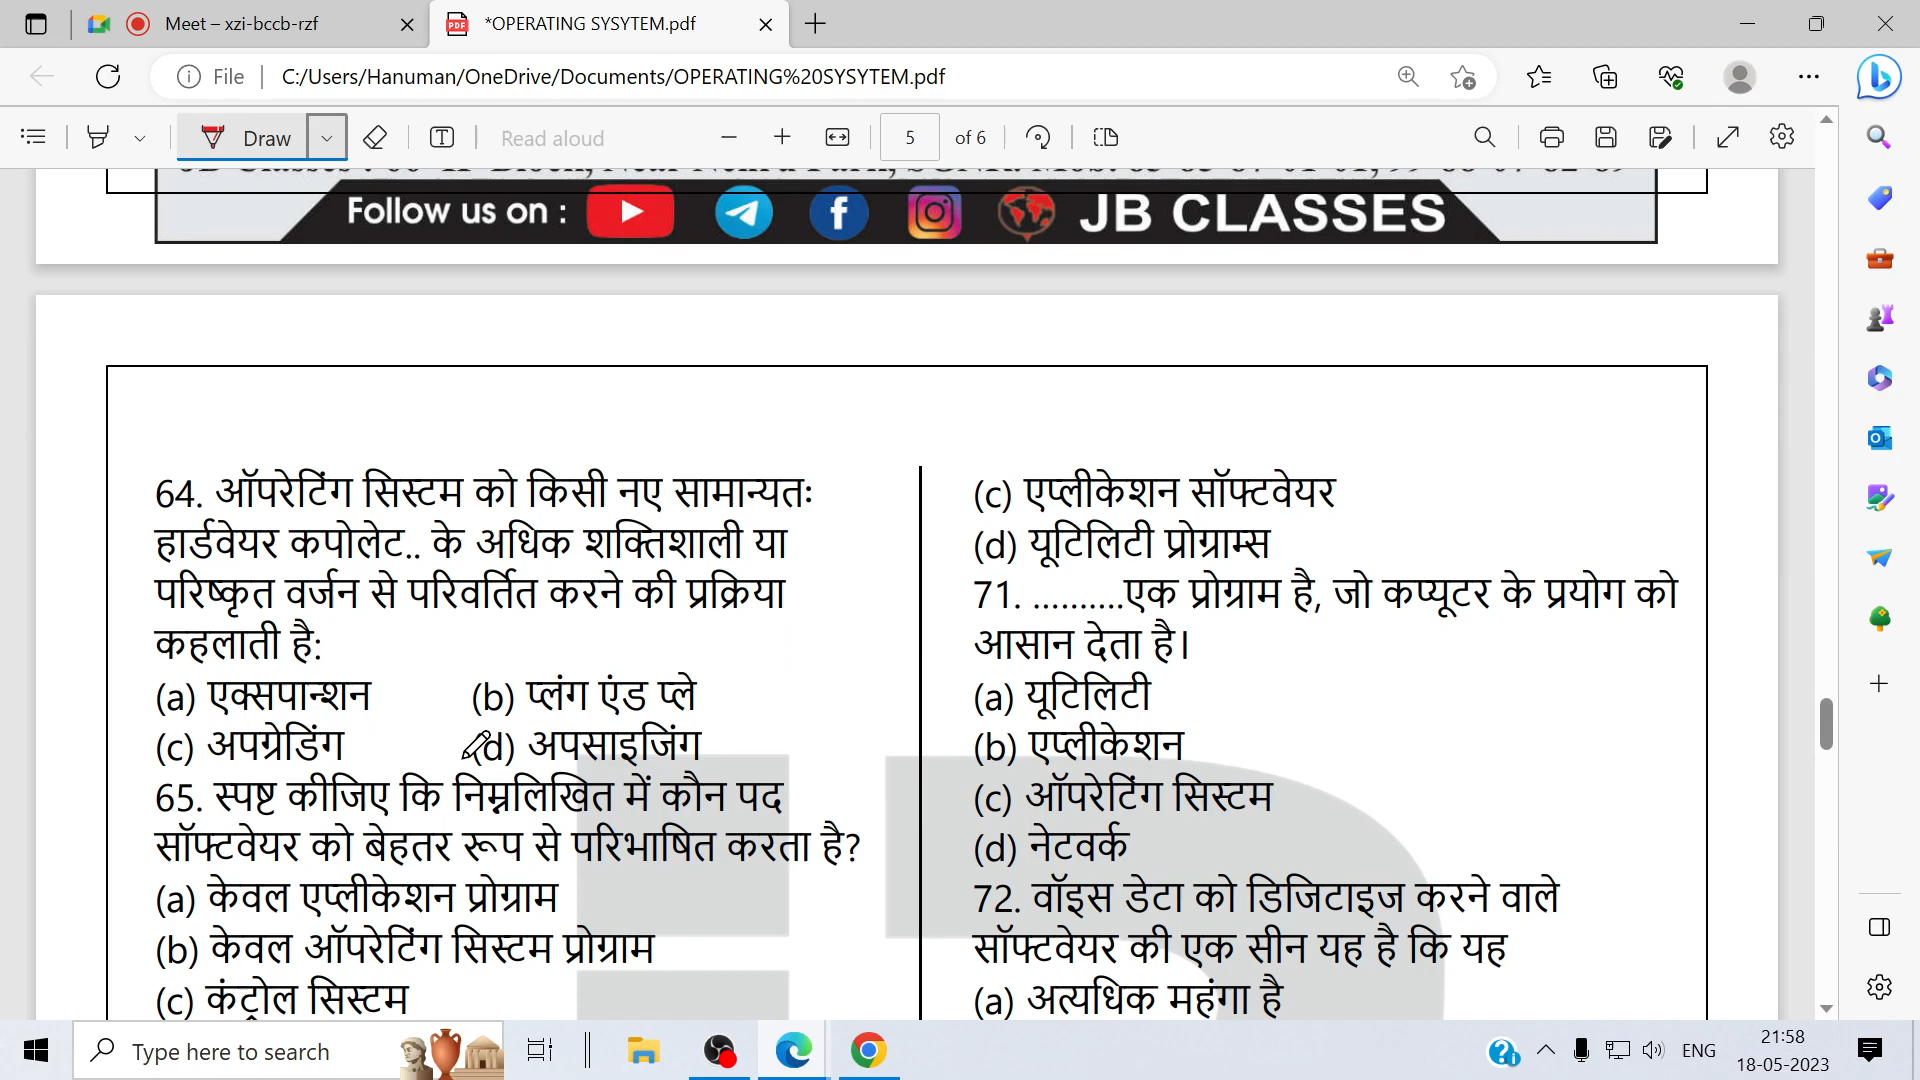 Meet – xzi-bccb-rzf
*OPERATING SYSYTEM.pdf
File
C:/Users/Hanuman/OneDrive/Documents/OPERATING%20SYSYTEM.pdf
Draw
Read aloud
5 of 6
Follow us on : JB CLASSES
64. ऑपरेटिंग सिस्टम को किसी नए सामान्यतः
हार्डवेयर कपोलेट.. के अधिक शक्तिशाली या
परिष्कृत वर्जन से परिवर्तित करने की प्रक्रिया
कहलाती है:
(a) एक्सपान्शन (b) प्लंग एंड प्ले
(c) अपग्रेडिंग (d) अपसाइजिंग
65. स्पष्ट कीजिए कि निम्नलिखित में कौन पद
सॉफ्टवेयर को बेहतर रूप से परिभाषित करता है?
(a) केवल एप्लीकेशन प्रोग्राम
(b) केवल ऑपरेटिंग सिस्टम प्रोग्राम
(c) कंट्रोल सिस्टम
(c) एप्लीकेशन सॉफ्टवेयर
(d) यूटिलिटी प्रोग्राम्स
71. ..........एक प्रोग्राम है, जो कप्यूटर के प्रयोग को
आसान देता है।
(a) यूटिलिटी
(b) एप्लीकेशन
(c) ऑपरेटिंग सिस्टम
(d) नेटवर्क
72. वॉइस डेटा को डिजिटाइज करने वाले
सॉफ्टवेयर की एक सीन यह है कि यह
(a) अत्यधिक महंगा है
Type here to search
ENG
21:58
18-05-2023